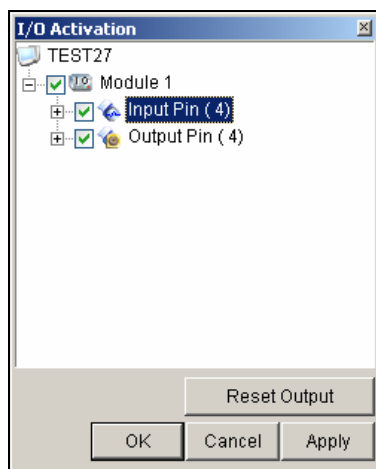 I/O Activation
TEST27
Module 1
Input Pin ( 4)
Output Pin ( 4)
Reset Output
OK Cancel Apply